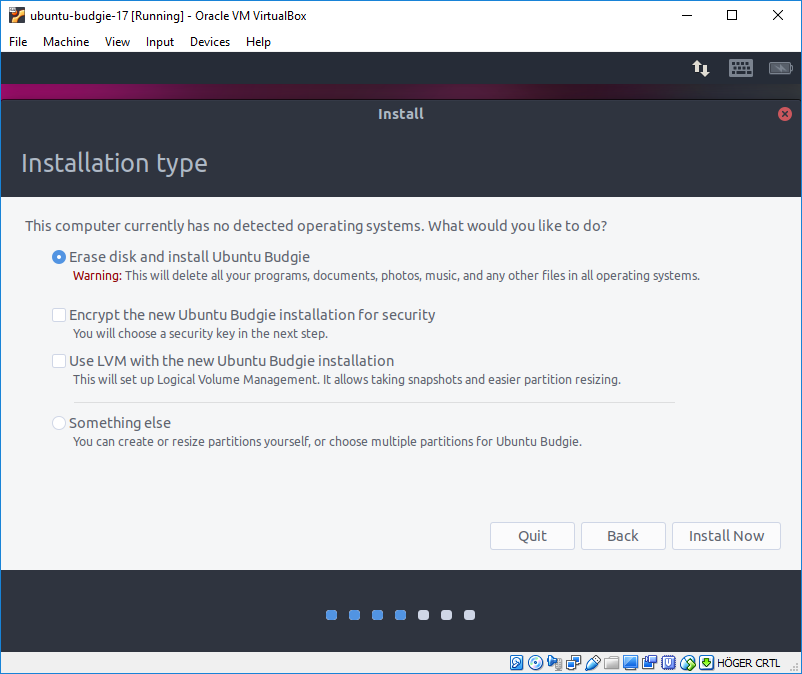 ubuntu-budgie-17 [Running] - Oracle VM VirtualBox
File Machine View Input Devices Help
Install
Installation type
This computer currently has no detected operating systems. What would you like to do?
Erase disk and install Ubuntu Budgie
Warning: This will delete all your programs, documents, photos, music, and any other files in all operating systems.
Encrypt the new Ubuntu Budgie installation for security
You will choose a security key in the next step.
Use LVM with the new Ubuntu Budgie installation
This will set up Logical Volume Management. It allows taking snapshots and easier partition resizing.
Something else
You can create or resize partitions yourself, or choose multiple partitions for Ubuntu Budgie.
Quit Back Install Now
HÖGER CRTL